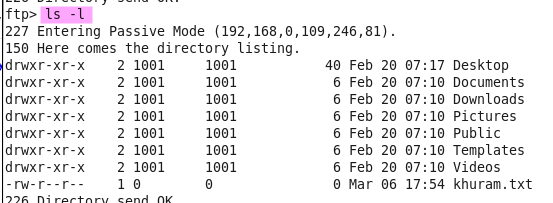 226 Directory send OK.
ftp> ls -l
227 Entering Passive Mode (192,168,0,109,246,81).
150 Here comes the directory listing.
drwxr-xr-x    2 1001     1001           40 Feb 20 07:17 Desktop
drwxr-xr-x    2 1001     1001            6 Feb 20 07:10 Documents
drwxr-xr-x    2 1001     1001            6 Feb 20 07:10 Downloads
drwxr-xr-x    2 1001     1001            6 Feb 20 07:10 Pictures
drwxr-xr-x    2 1001     1001            6 Feb 20 07:10 Public
drwxr-xr-x    2 1001     1001            6 Feb 20 07:10 Templates
drwxr-xr-x    2 1001     1001            6 Feb 20 07:10 Videos
-rw-r--r--    1 0        0               0 Mar 06 17:54 khuram.txt
226 Directory send OK